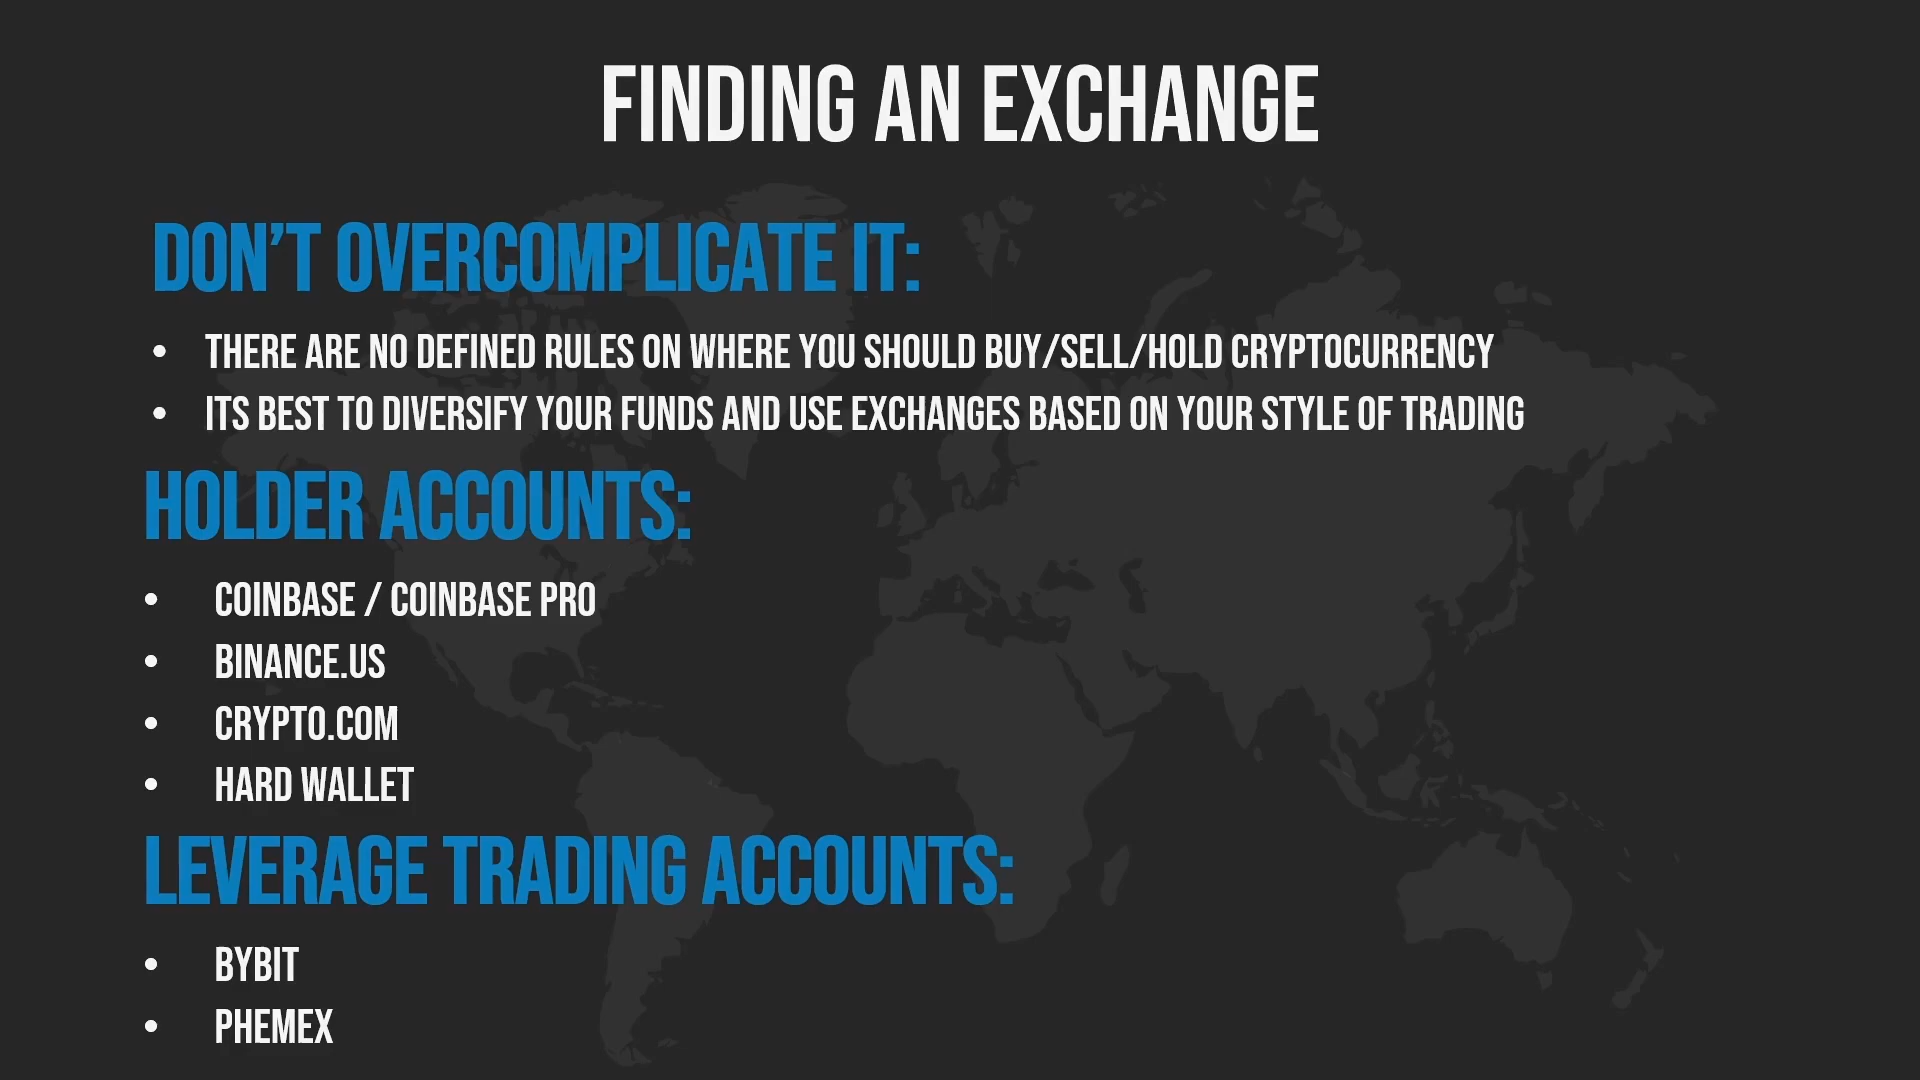 FINDING AN EXCHANGE
DON'T OVERCOMPLICATE IT:
• THERE ARE NO DEFINED RULES ON WHERE YOU SHOULD BUY/SELL/HOLD CRYPTOCURRENCY
• ITS BEST TO DIVERSIFY YOUR FUNDS AND USE EXCHANGES BASED ON YOUR STYLE OF TRADING
HOLDER ACCOUNTS:
• COINBASE / COINBASE PRO
• BINANCE.US
• CRYPTO.COM
• HARD WALLET
LEVERAGE TRADING ACCOUNTS:
• BYBIT
• PHEMEX